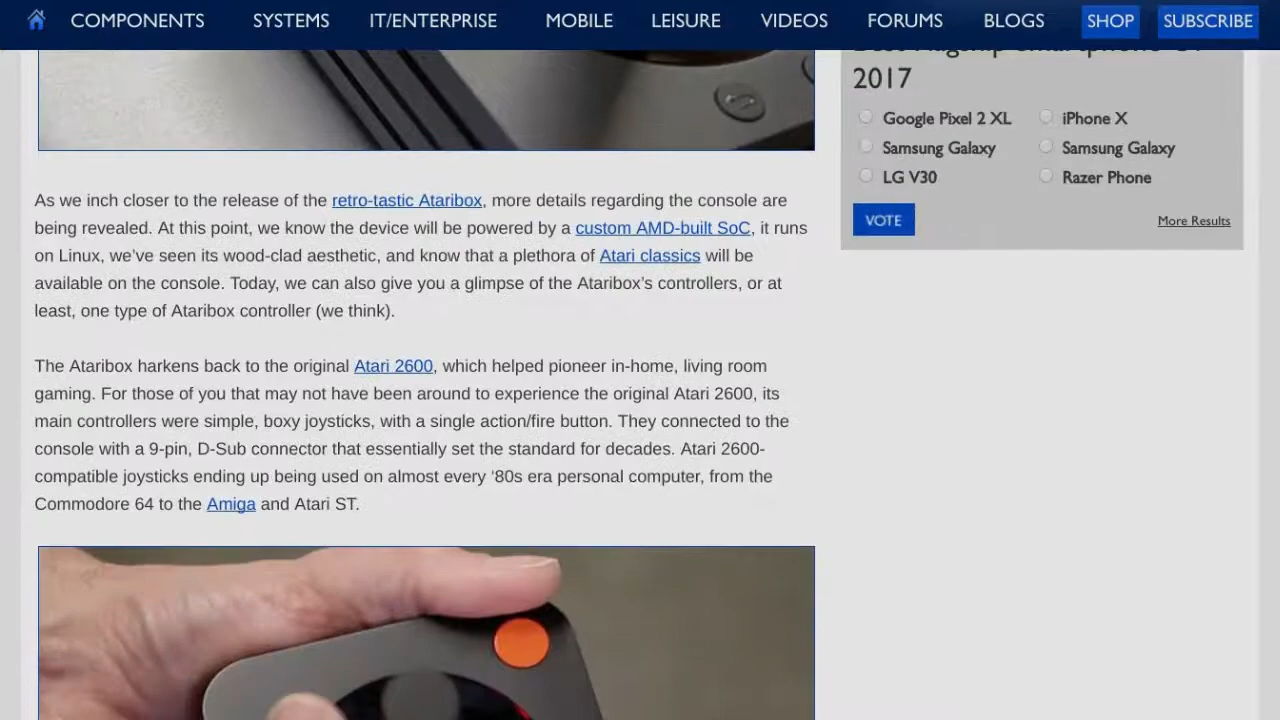 COMPONENTS SYSTEMS IT/ENTERPRISE MOBILE LEISURE VIDEOS FORUMS BLOGS SHOP SUBSCRIBE
2017
Google Pixel 2 XL iPhone X
Samsung Galaxy Samsung Galaxy
LG V30 Razer Phone
VOTE More Results
As we inch closer to the release of the retro-tastic Ataribox, more details regarding the console are
being revealed. At this point, we know the device will be powered by a custom AMD-built SoC, it runs
on Linux, we’ve seen its wood-clad aesthetic, and know that a plethora of Atari classics will be
available on the console. Today, we can also give you a glimpse of the Ataribox’s controllers, or at
least, one type of Ataribox controller (we think).
The Ataribox harkens back to the original Atari 2600, which helped pioneer in-home, living room
gaming. For those of you that may not have been around to experience the original Atari 2600, its
main controllers were simple, boxy joysticks, with a single action/fire button. They connected to the
console with a 9-pin, D-Sub connector that essentially set the standard for decades. Atari 2600-
compatible joysticks ending up being used on almost every ‘80s era personal computer, from the
Commodore 64 to the Amiga and Atari ST.